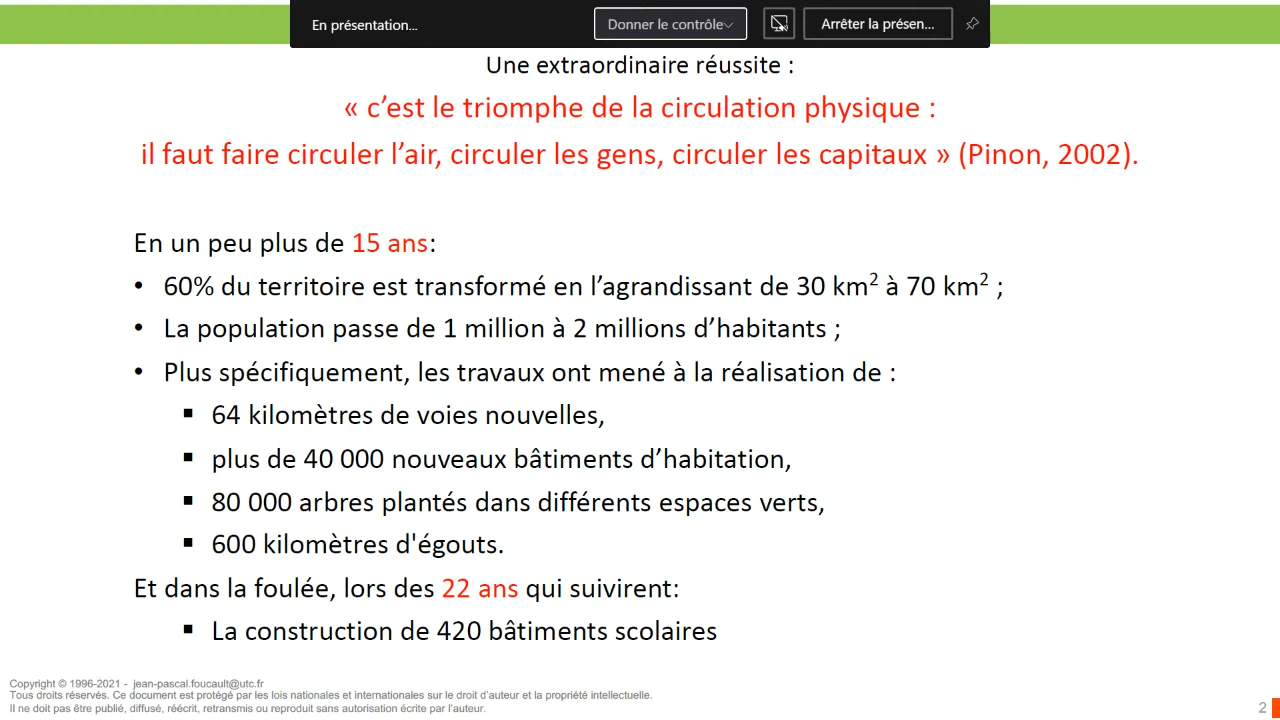 En présentation...
Donner le contrôle
Arrêter la présen...
Une extraordinaire réussite :
« c’est le triomphe de la circulation physique :
il faut faire circuler l’air, circuler les gens, circuler les capitaux » (Pinon, 2002).
En un peu plus de 15 ans:
• 60% du territoire est transformé en l’agrandissant de 30 km² à 70 km² ;
• La population passe de 1 million à 2 millions d’habitants ;
• Plus spécifiquement, les travaux ont mené à la réalisation de :
▪ 64 kilomètres de voies nouvelles,
▪ plus de 40 000 nouveaux bâtiments d’habitation,
▪ 80 000 arbres plantés dans différents espaces verts,
▪ 600 kilomètres d'égouts.
Et dans la foulée, lors des 22 ans qui suivirent:
▪ La construction de 420 bâtiments scolaires
Copyright © 1996-2021 - jean-pascal.foucault@utc.fr
Tous droits réservés. Ce document est protégé par les lois nationales et internationales sur le droit d’auteur et la propriété intellectuelle.
Il ne doit pas être publié, diffusé, réécrit, retransmis ou reproduit sans autorisation écrite par l’auteur.
2